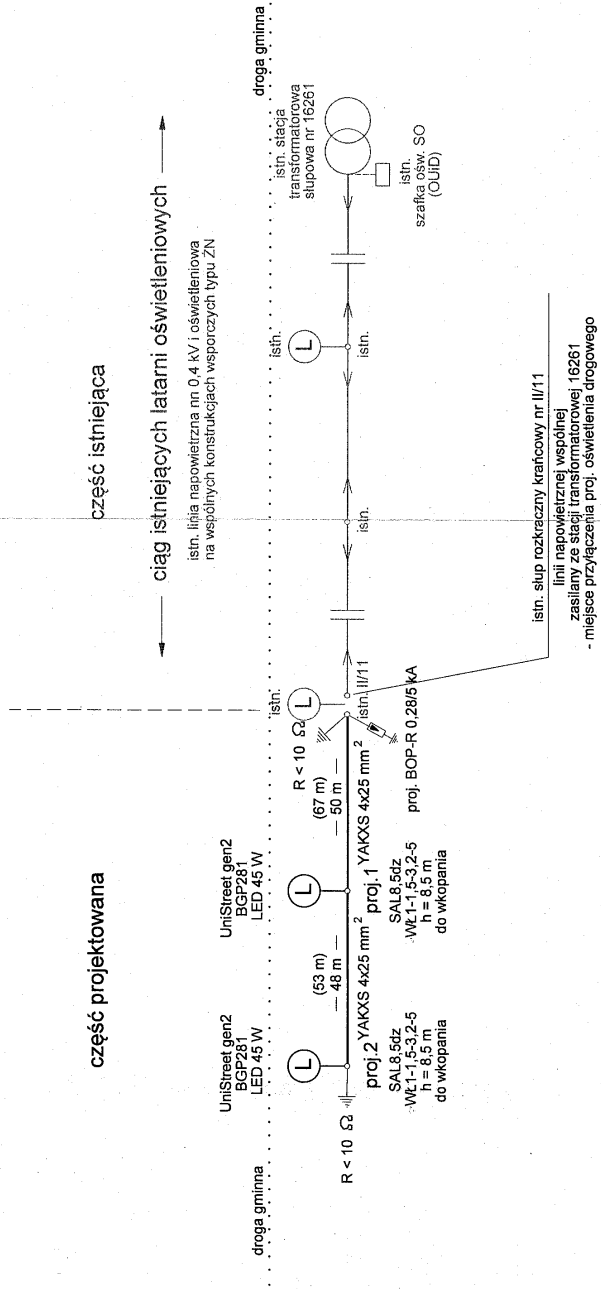 część projektowana
część istniejąca
ciąg istniejących latarni oświetleniowych
istn. linia napowietrzna nn 0,4 kV i oświetleniowa
na wspólnych konstrukcjach wsporczych typu ŻN
droga gminna
UniStreet gen2
BGP281
LED 45 W
UniStreet gen2
BGP281
LED 45 W
istn.
istn.
istn. stacja
transformatorowa
słupowa nr 16261
droga gminna
L
L
L
L
R < 10 Ω
(53 m)
48 m
(67 m)
50 m
R < 10 Ω
proj.2
YAKXS 4x25 mm²
proj.1
YAKXS 4x25 mm²
istn. II/11
istn.
istn.
istn.
szafka ośw. SO
(OUiD)
SAL8,5dz
WŁ1-1,5-3,2-5
h = 8,5 m
do wkopania
SAL8,5dz
WŁ1-1,5-3,2-5
h = 8,5 m
do wkopania
proj. BOP-R 0,28/5 kA
istn. słup rozkraczny krańcowy nr II/11
linii napowietrznej wspólnej
zasilany ze stacji transformatorowej 16261
- miejsce przyłączenia proj. oświetlenia drogowego